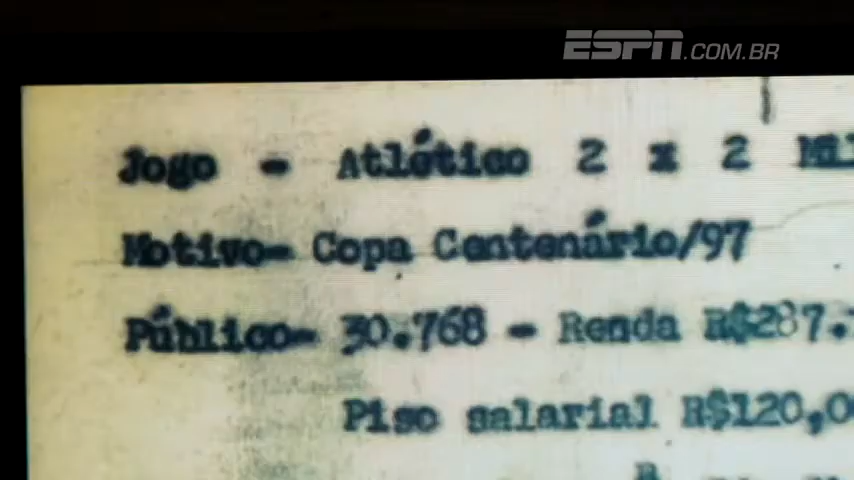 ESPN.COM.BR
Jogo - Atlético 2 x 2
Motivo- Copa Centenário/97
Público- 30.768 - Renda R$287.
Piso salarial R$120,0